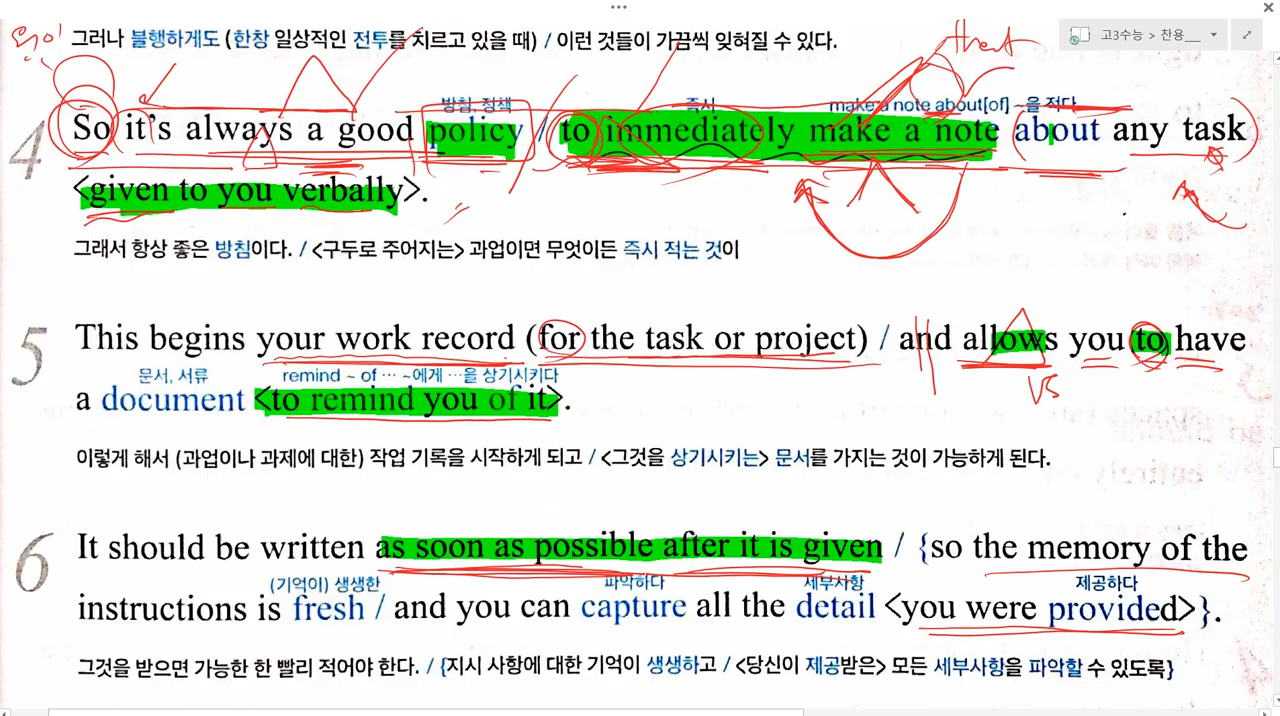 고3수능 > 찬용__
그러나 불행하게도 (한창 일상적인 전투를 치르고 있을 때) / 이런 것들이 가끔씩 잊혀질 수 있다.
that
방침, 정책 즉시 make a note about[of] ~을 적다
4 So it's always a good policy / to immediately make a note about any task
<given to you verbally>.
그래서 항상 좋은 방침이다. / <구두로 주어지는> 과업이면 무엇이든 즉시 적는 것이
5 This begins your work record (for the task or project) / and allows you to have
문서, 서류 remind ~ of … ~에게 …을 상기시키다
VS
a document <to remind you of it>.
이렇게 해서 (과업이나 과제에 대한) 작업 기록을 시작하게 되고 / <그것을 상기시키는> 문서를 가지는 것이 가능하게 된다.
6 It should be written as soon as possible after it is given / {so the memory of the
(기억이) 생생한 파악하다 세부사항 제공하다
instructions is fresh / and you can capture all the detail <you were provided>}.
그것을 받으면 가능한 한 빨리 적어야 한다. / {지시 사항에 대한 기억이 생생하고 / <당신이 제공받은> 모든 세부사항을 파악할 수 있도록}